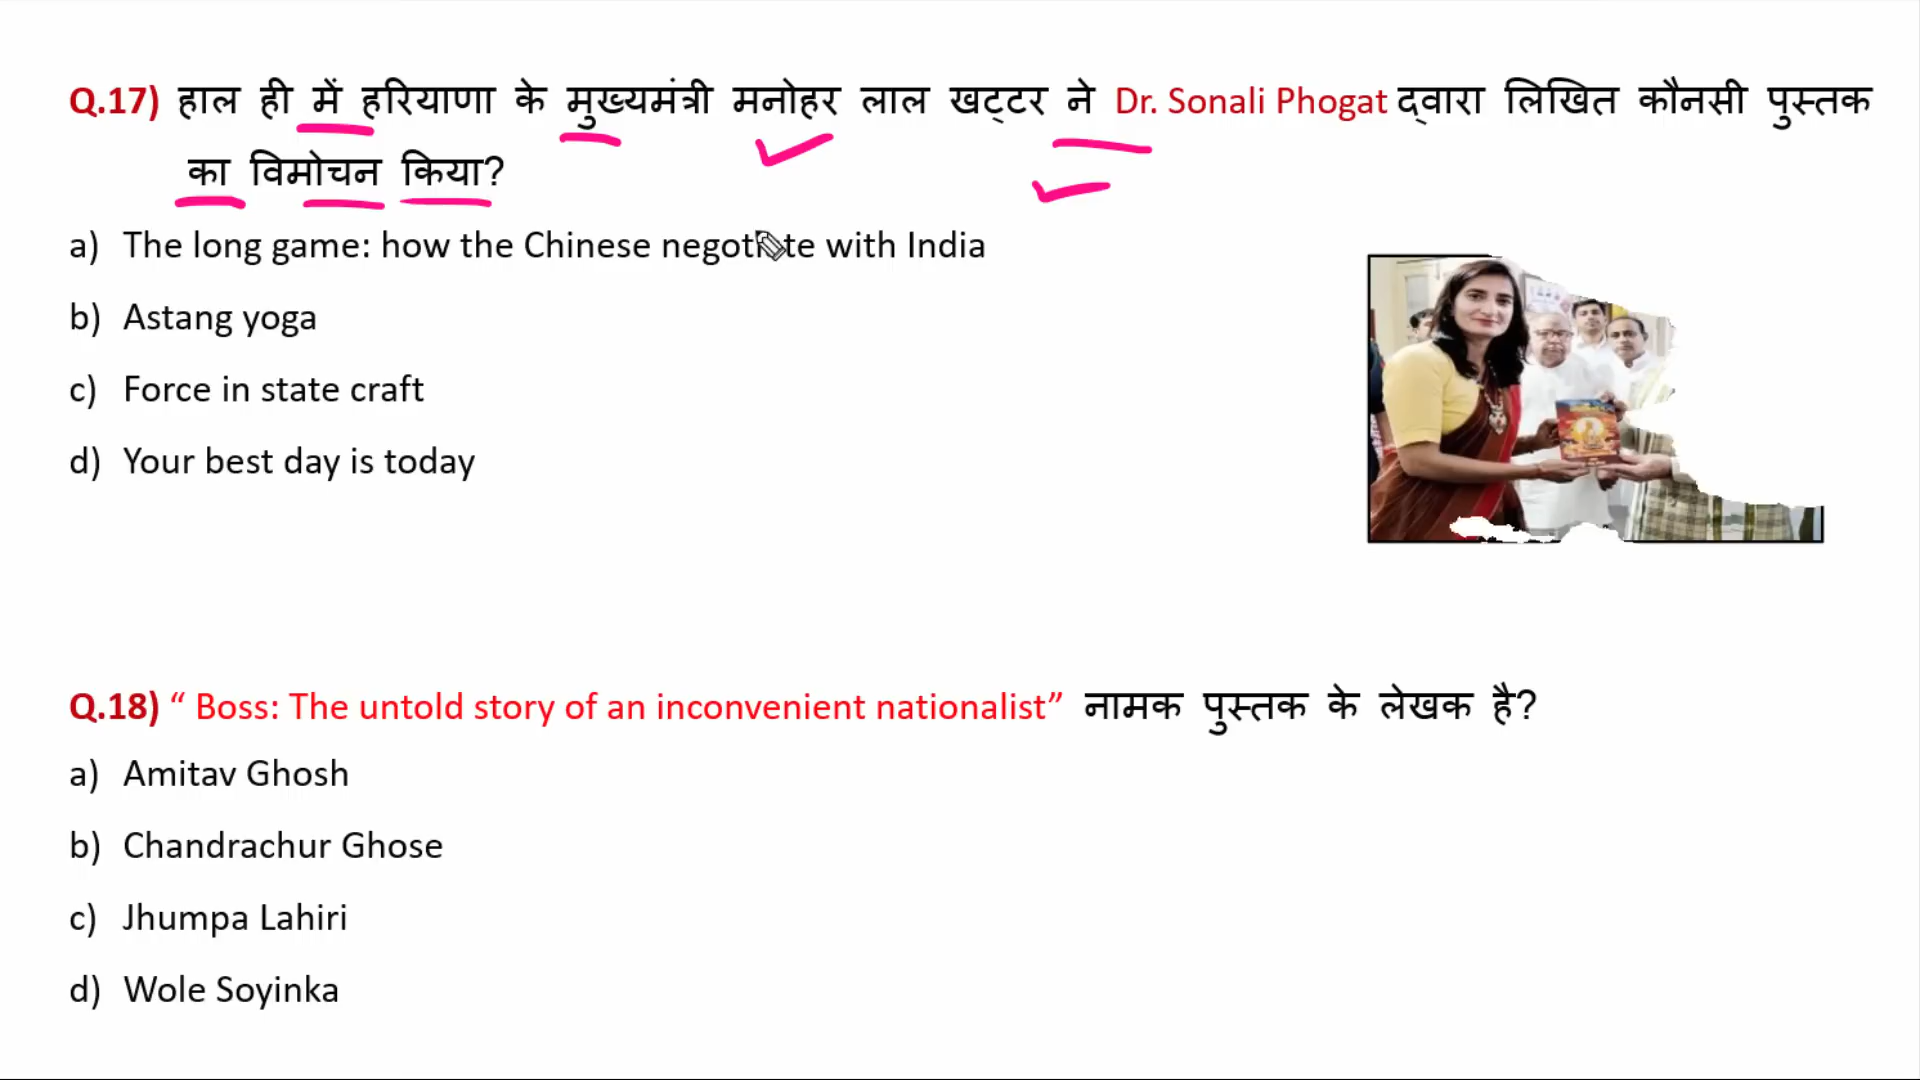 Q.17) हाल ही में हरियाणा के मुख्यमंत्री मनोहर लाल खट्टर ने Dr. Sonali Phogat द्वारा लिखित कौनसी पुस्तक
का विमोचन किया?
a) The long game: how the Chinese negotiate with India
b) Astang yoga
c) Force in state craft
d) Your best day is today
Q.18) “ Boss: The untold story of an inconvenient nationalist” नामक पुस्तक के लेखक है?
a) Amitav Ghosh
b) Chandrachur Ghose
c) Jhumpa Lahiri
d) Wole Soyinka